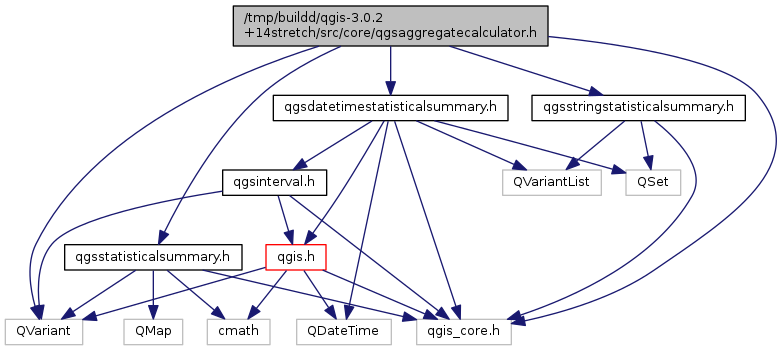 /tmp/buildd/qgis-3.0.2
+14stretch/src/core/qgsaggregatecalculator.h
qgsdatetimestatisticalsummary.h
qgsstringstatisticalsummary.h
qgsinterval.h
QVariantList
QSet
qgsstatisticalsummary.h
qgis.h
QVariant
QMap
cmath
QDateTime
qgis_core.h